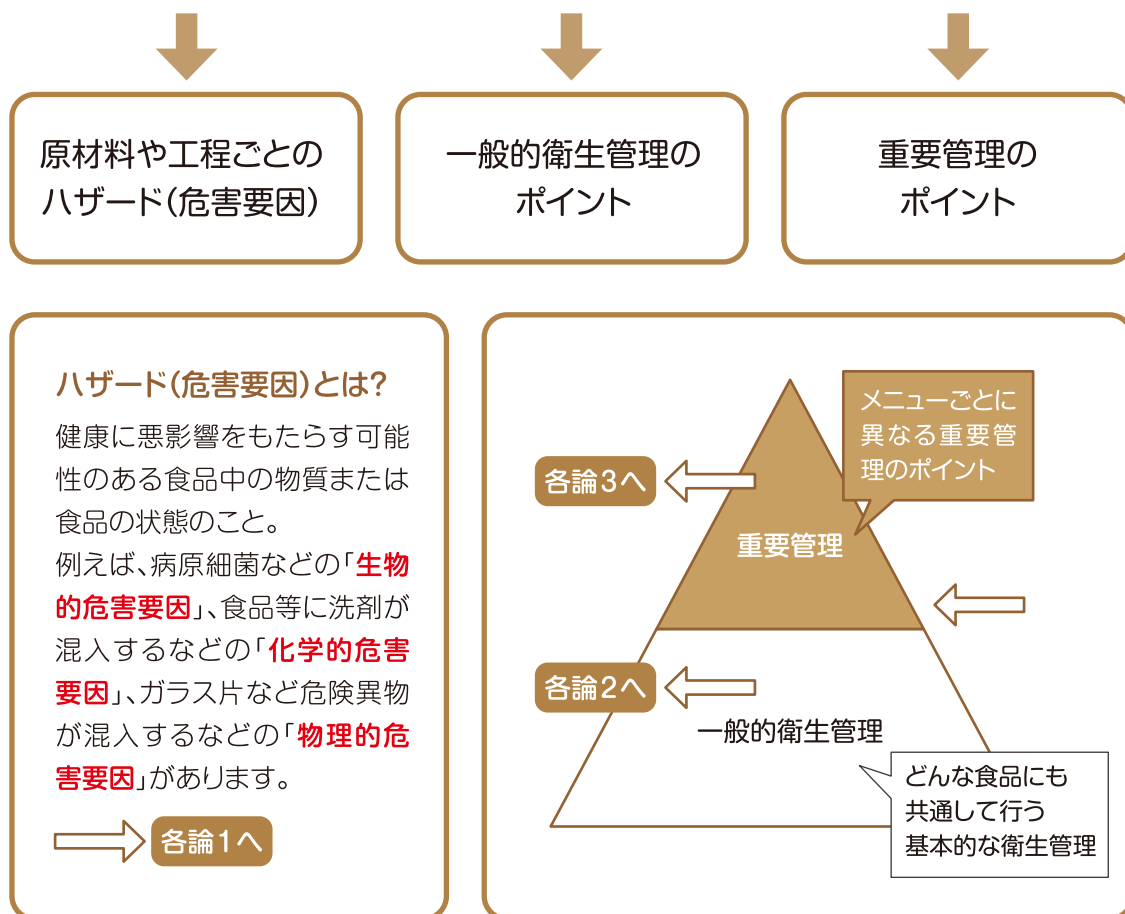 原材料や工程ごとの
ハザード(危害要因)
一般的衛生管理の
ポイント
重要管理の
ポイント
ハザード(危害要因)とは?
健康に悪影響をもたらす可能
性のある食品中の物質または
食品の状態のこと。
例えば、病原細菌などの「生物
的危害要因」、食品等に洗剤が
混入するなどの「化学的危害
要因」、ガラス片など危険異物
が混入するなどの「物理的危
害要因」があります。
各論1へ
メニューごとに
異なる重要管
理のポイント
各論3へ
重要管理
各論2へ
一般的衛生管理
どんな食品にも
共通して行う
基本的な衛生管理